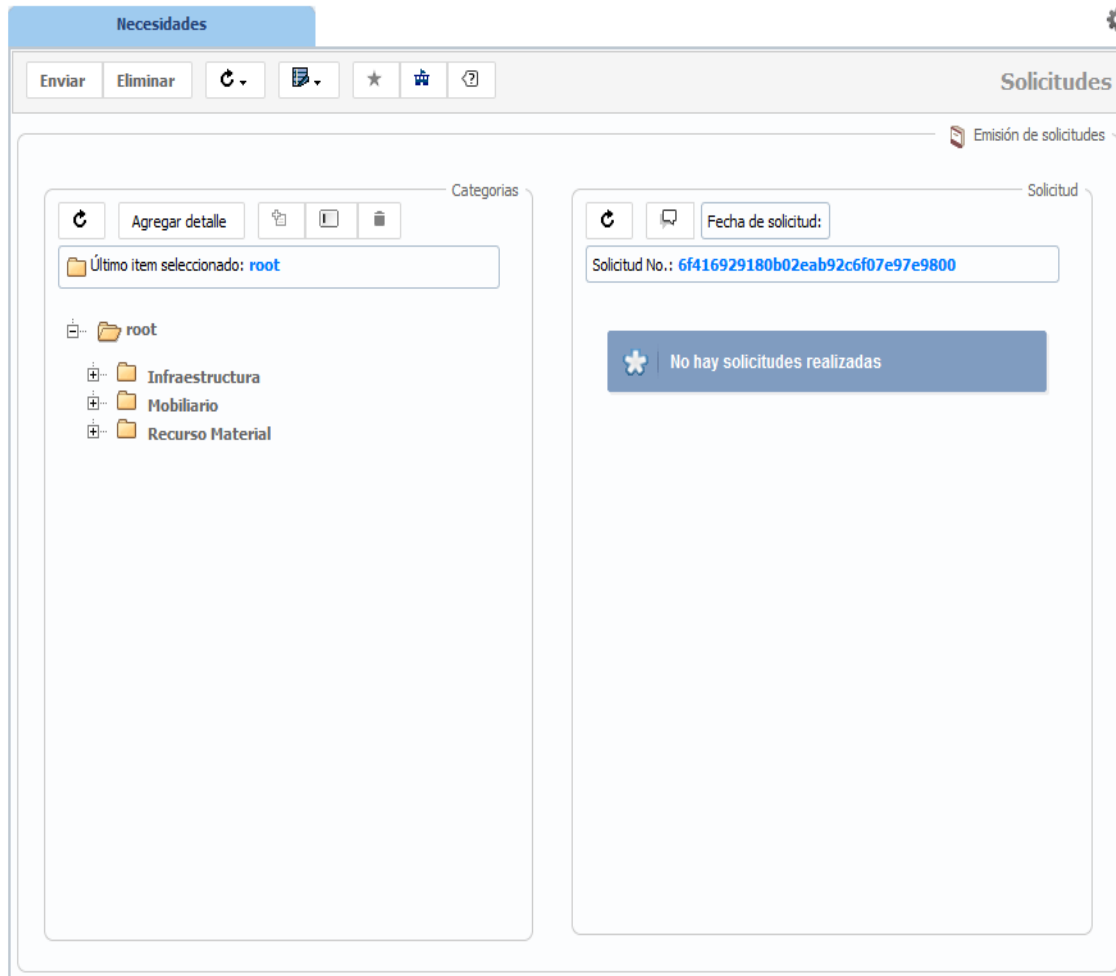 Necesidades
Enviar Eliminar
Solicitudes
Emisión de solicitudes
Categorias
Agregar detalle
Último item seleccionado: root
root
Infraestructura
Mobiliario
Recurso Material
Solicitud
Fecha de solicitud:
Solicitud No.: 6f416929180b02eab92c6f07e97e9800
No hay solicitudes realizadas